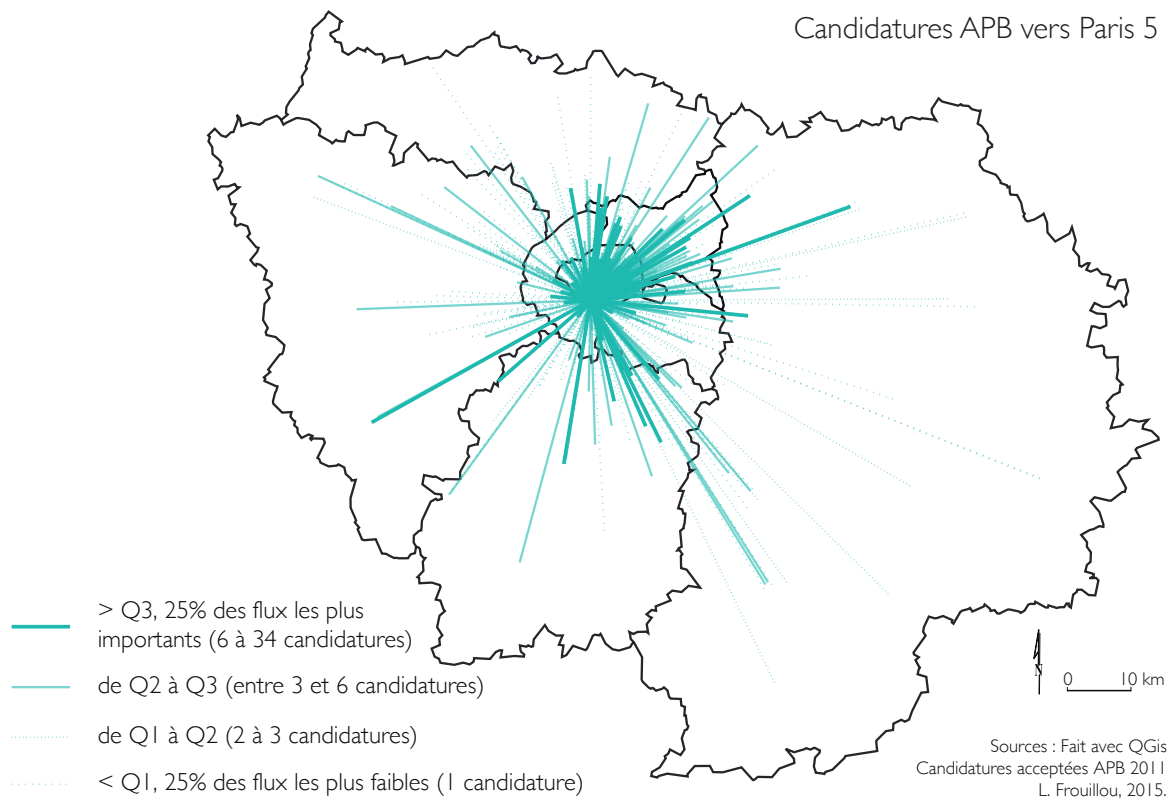 Candidatures APB vers Paris 5
> Q3, 25% des flux les plus
importants (6 à 34 candidatures)
de Q2 à Q3 (entre 3 et 6 candidatures)
de Q1 à Q2 (2 à 3 candidatures)
< Q1, 25% des flux les plus faibles (1 candidature)
N
0 10 km
Sources : Fait avec QGis
Candidatures acceptées APB 2011
L. Frouillou, 2015.